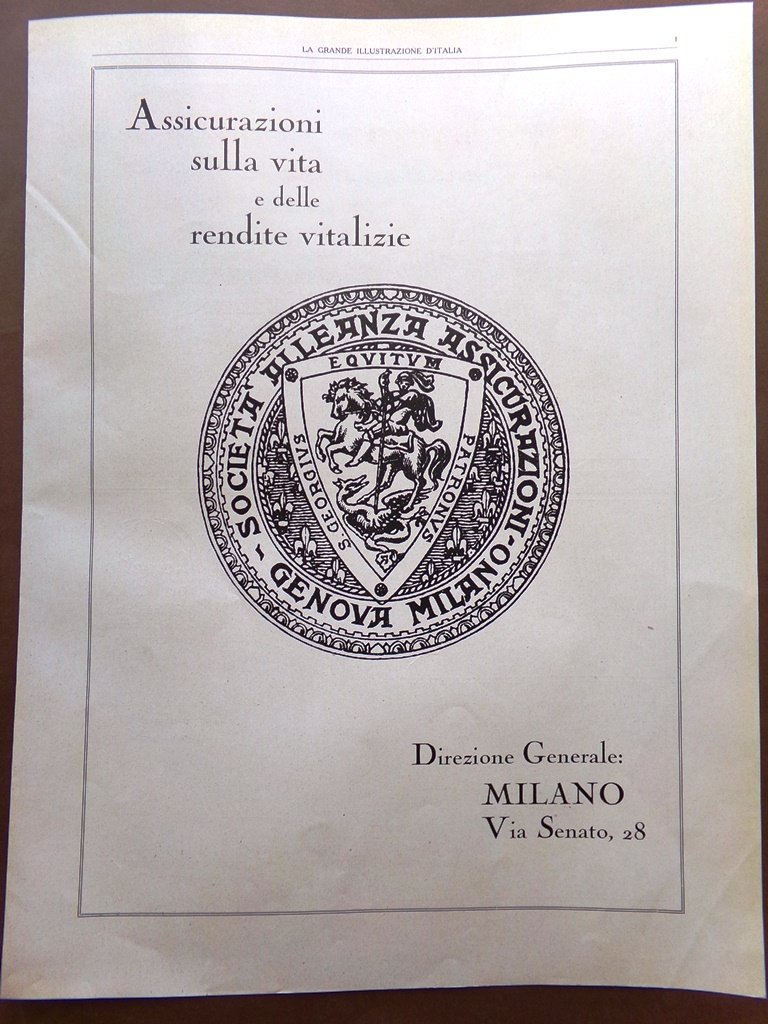 LA GRANDE ILLUSTRAZIONE D'ITALIA
I
Assicurazioni
sulla vita
e delle
rendite vitalizie
SOCIETA' ALLEANZA ASSICURAZIONI -
- GENOVA MILANO
EQVITVM
S. GEORGIVS
PATRONVS
Direzione Generale:
MILANO
Via Senato, 28